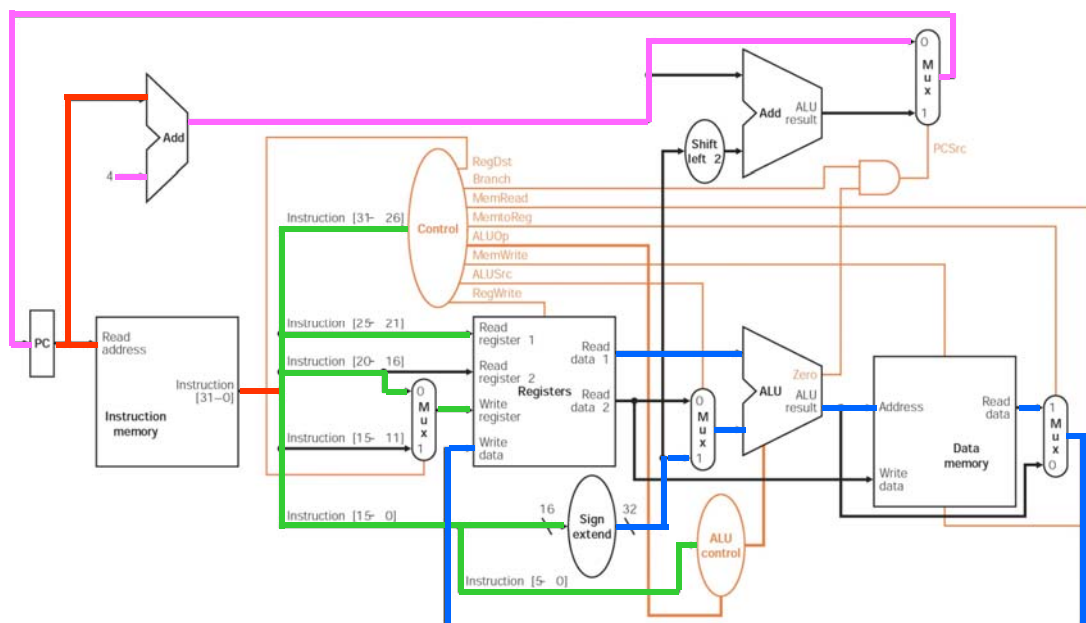 0
M
u
x
1
Add
ALU
result
Add
4
Shift
left 2
PCSrc
RegDst
Branch
MemRead
MemtoReg
ALUOp
MemWrite
ALUSrc
RegWrite
Control
Instruction [31- 26]
Instruction [25- 21]
Instruction [20- 16]
Instruction [15- 11]
Instruction [15- 0]
Instruction [5- 0]
PC
Read
address
Instruction
[31–0]
Instruction
memory
0
M
u
x
1
Read
register 1
Read
register 2
Write
register
Write
data
Registers
Read
data 1
Read
data 2
16
Sign
extend
32
0
M
u
x
1
Zero
ALU
ALU
result
ALU
control
Address
Write
data
Read
data
Data
memory
1
M
u
x
0